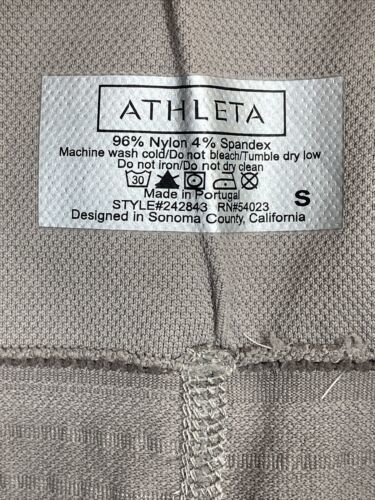 ATHLETA
96% Nylon 4% Spandex
Machine wash cold/Do not bleach/Tumble dry low
Do not iron/Do not dry clean
30
Made in Portugal
STYLE#242843 RN#54023
S
Designed in Sonoma County, California